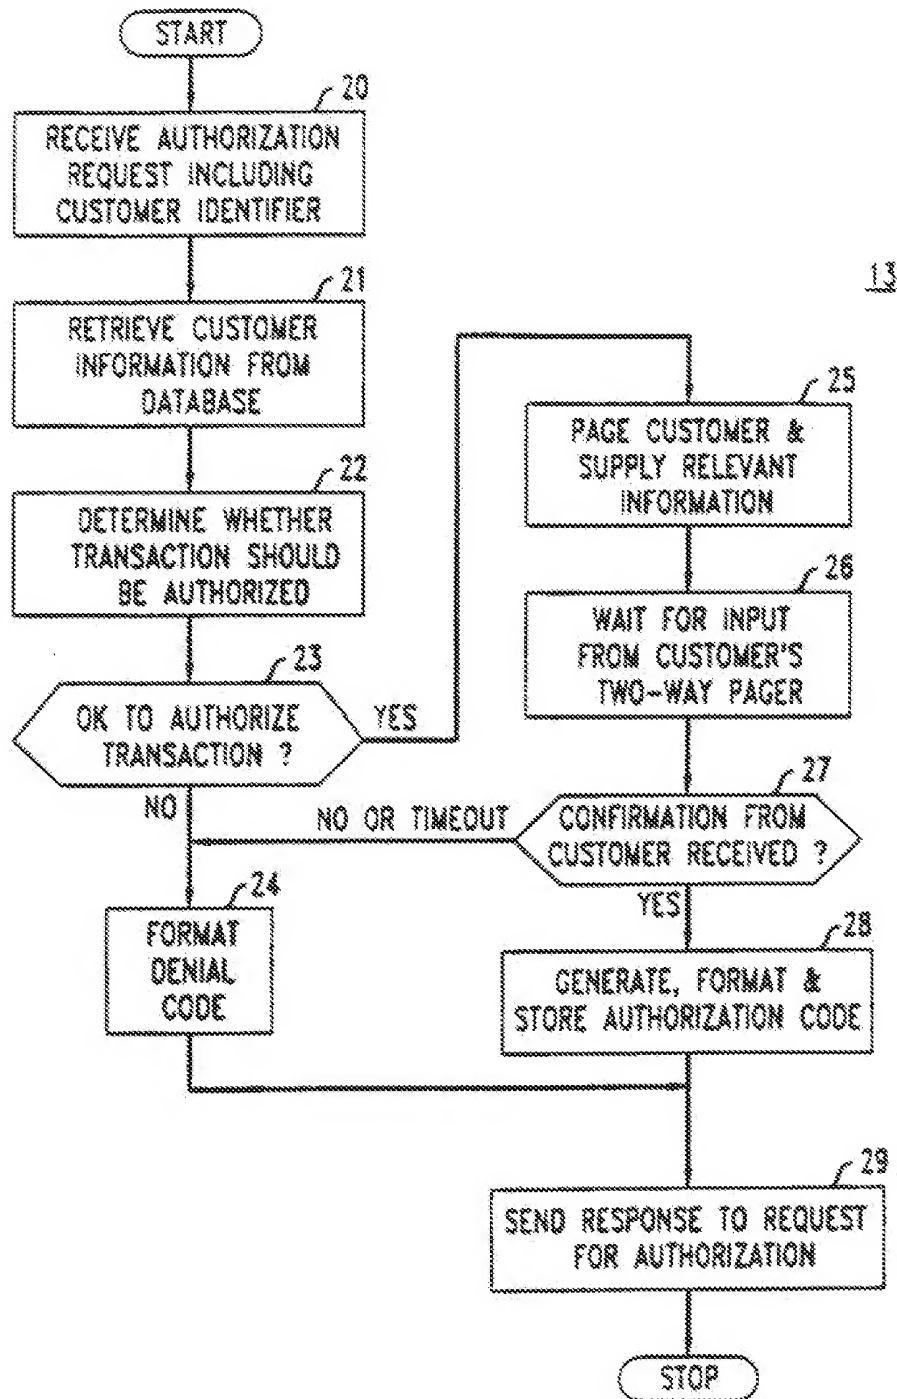 START
20
RECEIVE AUTHORIZATION
REQUEST INCLUDING
CUSTOMER IDENTIFIER
21
RETRIEVE CUSTOMER
INFORMATION FROM
DATABASE
22
DETERMINE WHETHER
TRANSACTION SHOULD
BE AUTHORIZED
23
OK TO AUTHORIZE
TRANSACTION ?
YES
NO
24
FORMAT
DENIAL
CODE
13
25
PAGE CUSTOMER &
SUPPLY RELEVANT
INFORMATION
26
WAIT FOR INPUT
FROM CUSTOMER'S
TWO-WAY PAGER
27
CONFIRMATION FROM
CUSTOMER RECEIVED ?
NO OR TIMEOUT
YES
28
GENERATE, FORMAT &
STORE AUTHORIZATION CODE
29
SEND RESPONSE TO REQUEST
FOR AUTHORIZATION
STOP